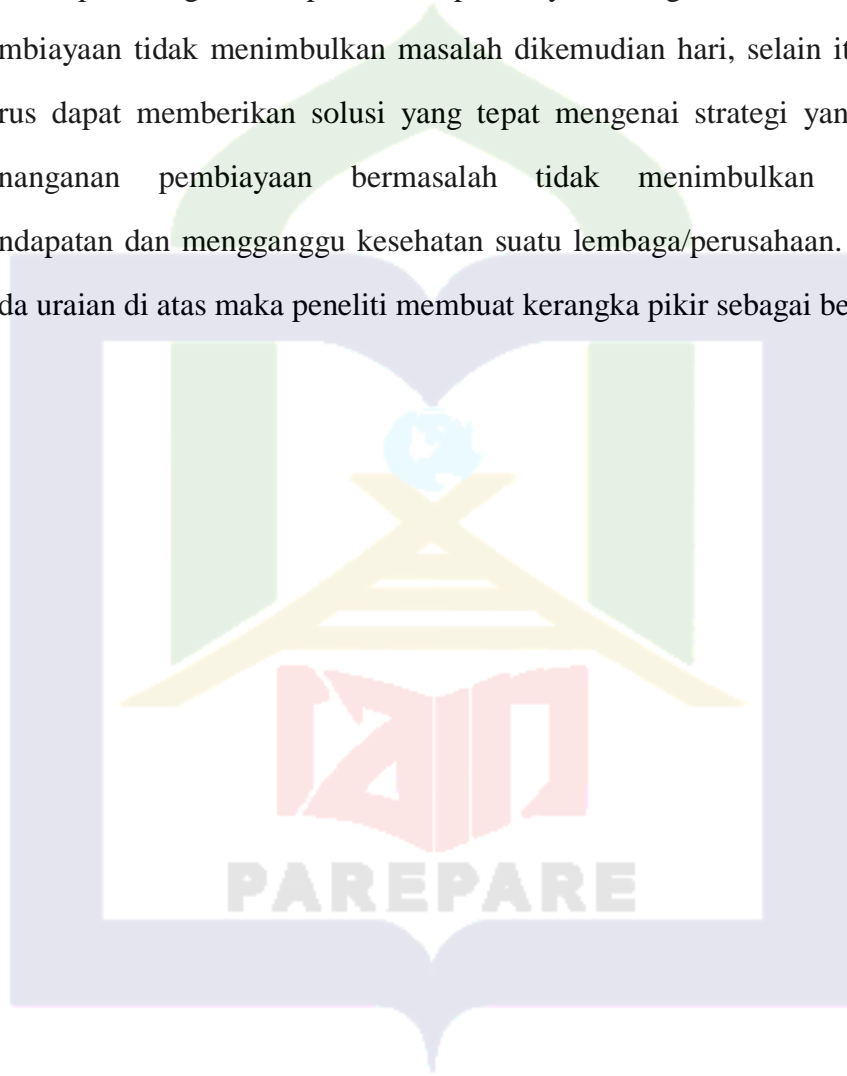 mbiayaan tidak menimbulkan masalah dikemudian hari, selain it
rus dapat memberikan solusi yang tepat mengenai strategi yan
nanganan pembiayaan bermasalah tidak menimbulkan
ndapatan dan mengganggu kesehatan suatu lembaga/perusahaan.
da uraian di atas maka peneliti membuat kerangka pikir sebagai be
iain
PAREPARE